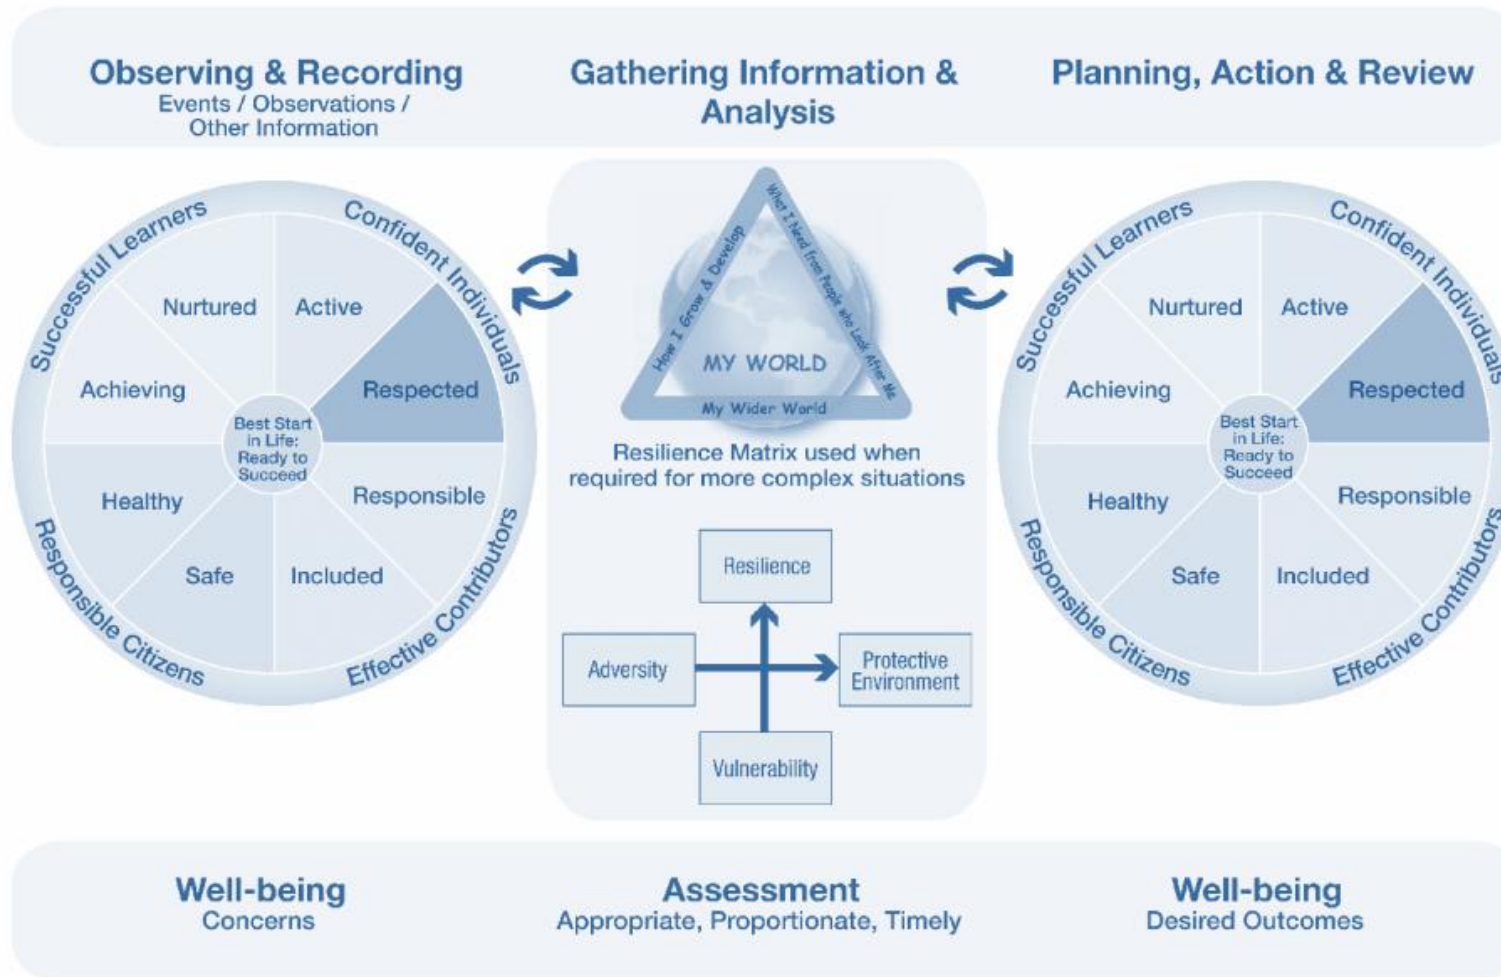 Observing & Recording
Events / Observations /
Other Information
Gathering Information &
Analysis
Planning, Action & Review
Successful Learners
Confident Individuals
Nurtured
Active
Achieving
Respected
Best Start
in Life:
Ready to
Succeed
Healthy
Responsible
Safe
Included
Responsible Citizens
Effective Contributors
How I Grow & Develop
What I Need from People who Look After Me
MY WORLD
My Wider World
Resilience Matrix used when
required for more complex situations
Resilience
Adversity
Protective
Environment
Vulnerability
Successful Learners
Confident Individuals
Nurtured
Active
Achieving
Respected
Best Start
in Life:
Ready to
Succeed
Healthy
Responsible
Safe
Included
Responsible Citizens
Effective Contributors
Well-being
Concerns
Assessment
Appropriate, Proportionate, Timely
Well-being
Desired Outcomes